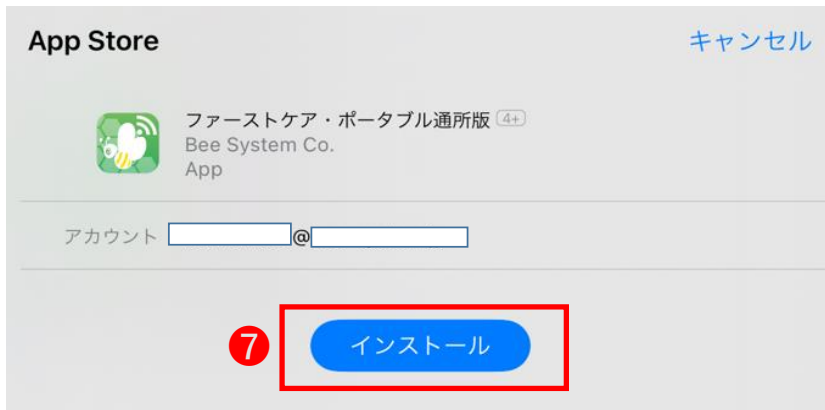 App Store キャンセル
ファーストケア・ポータブル通所版 4+
Bee System Co.
App
アカウント @
7 インストール